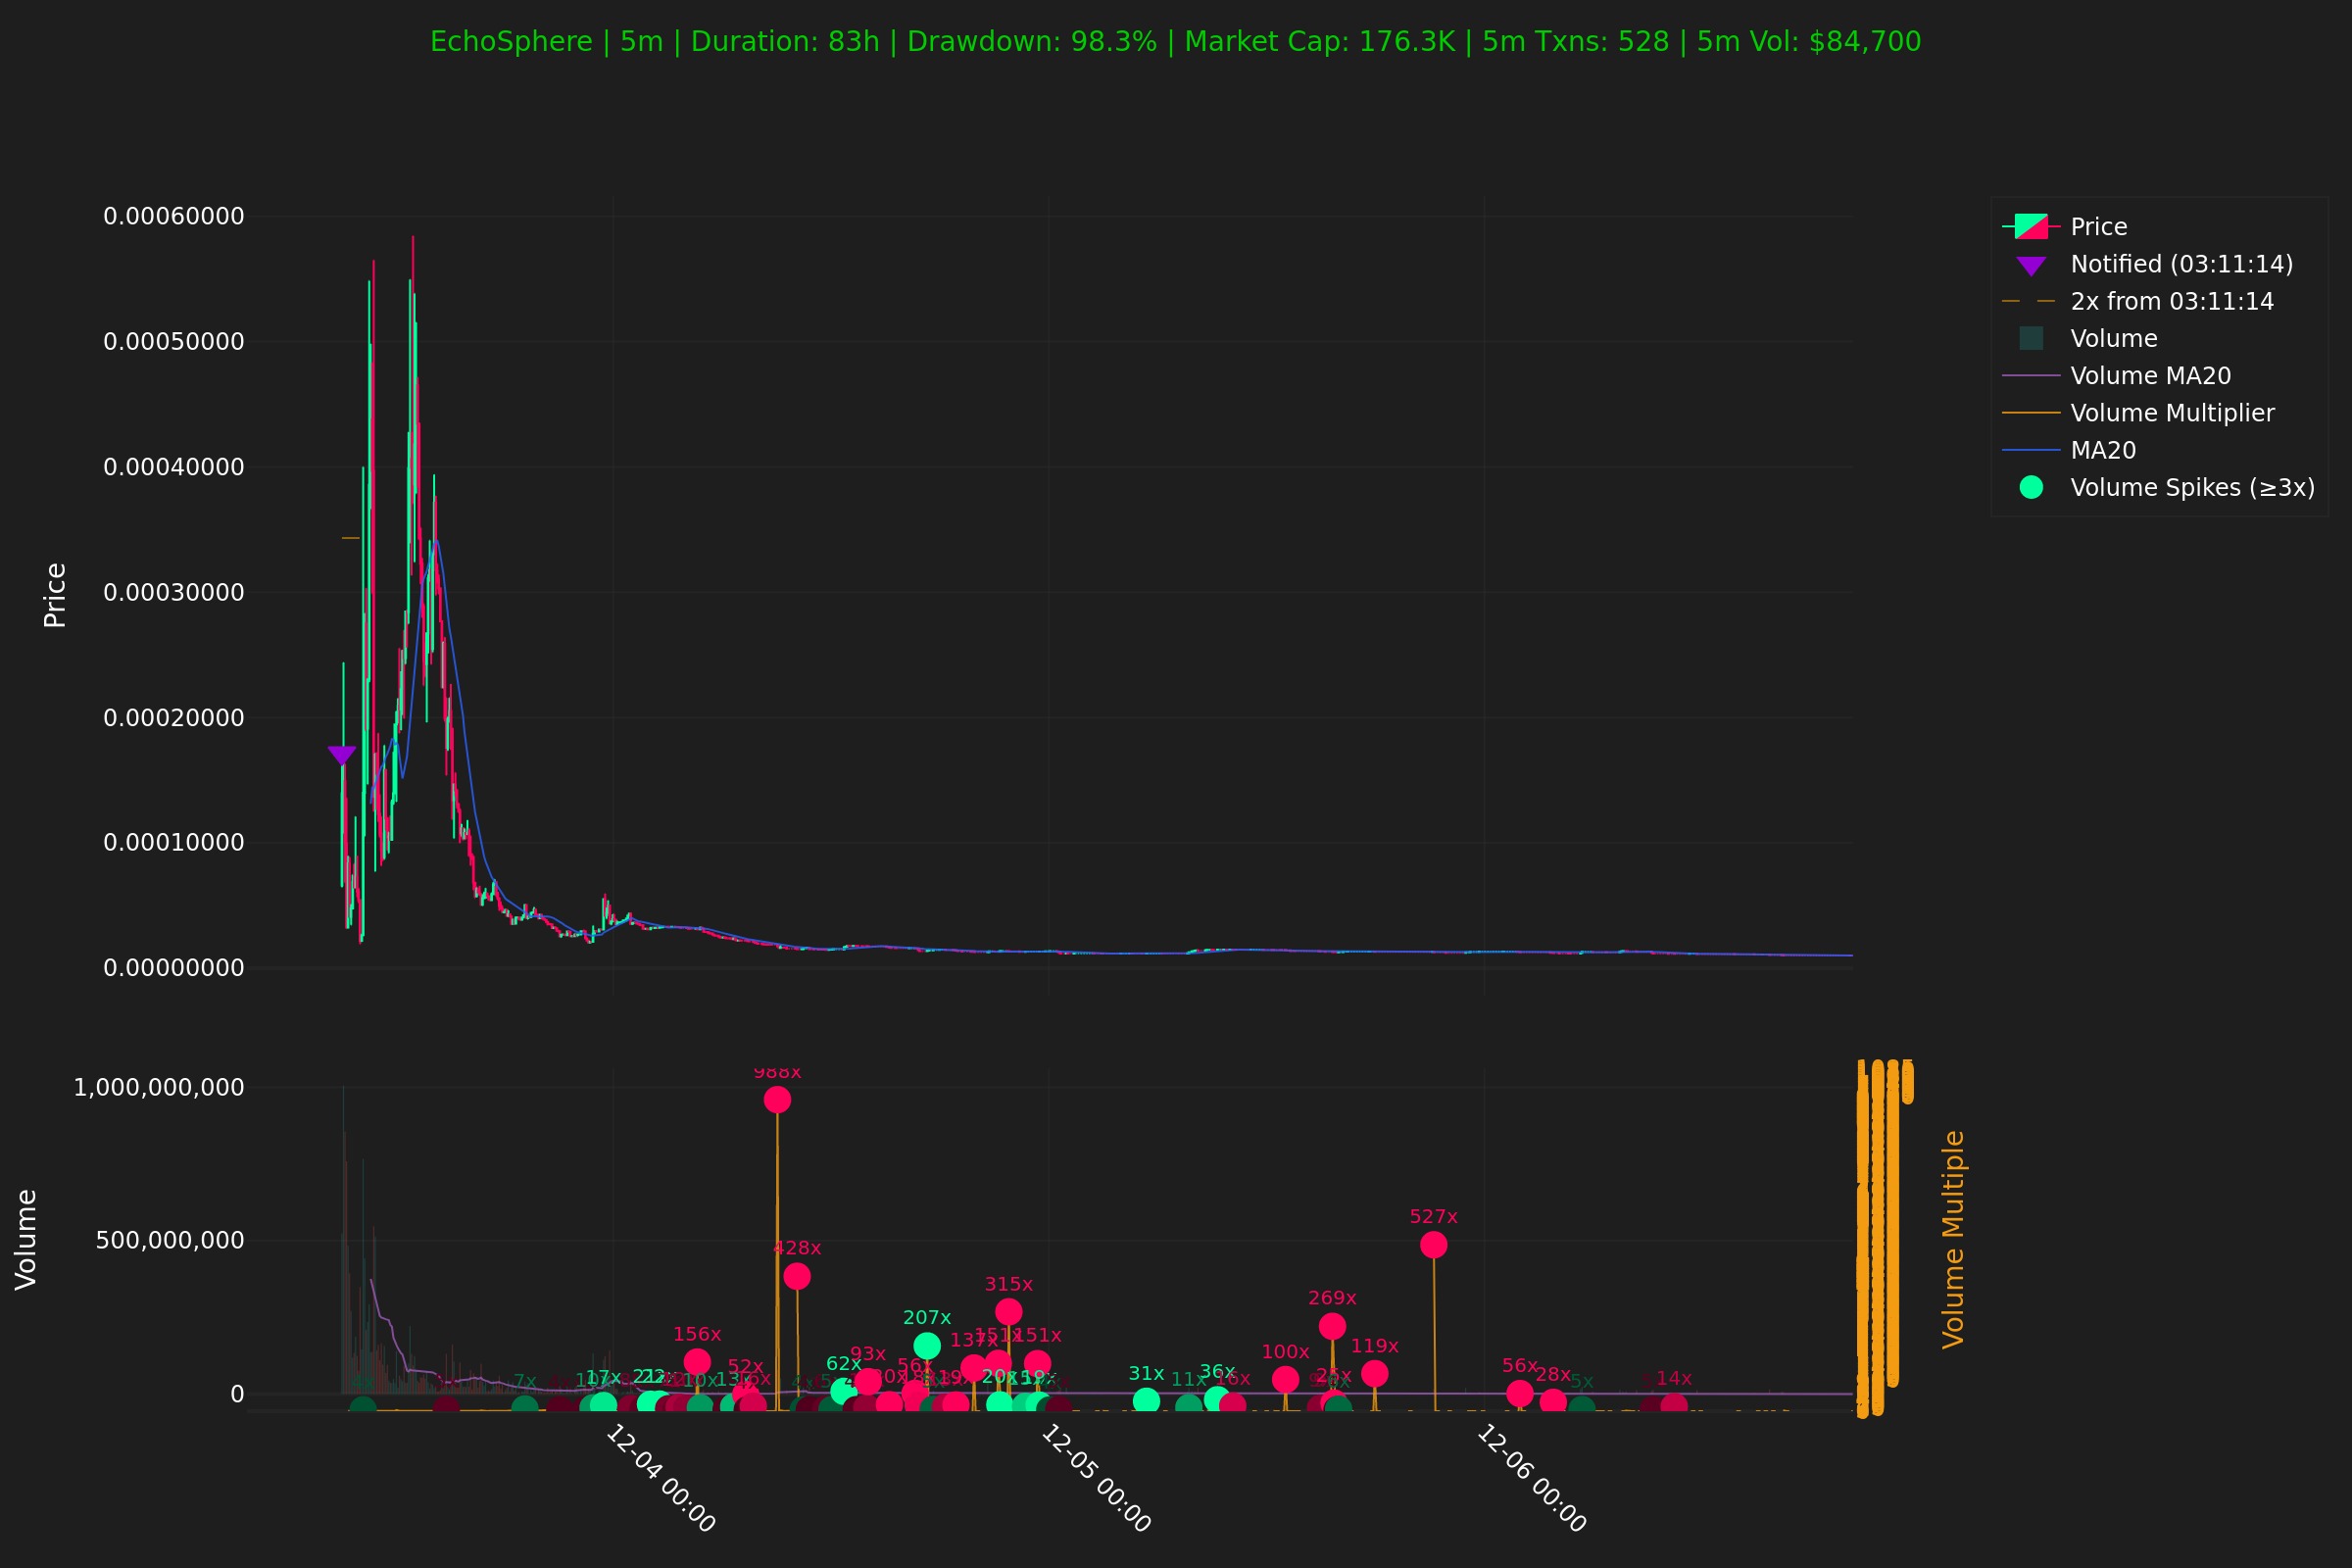 EchoSphere | 5m | Duration: 83h | Drawdown: 98.3% | Market Cap: 176.3K | 5m Txns: 528 | 5m Vol: $84,700
Price
0.00060000
0.00050000
0.00040000
0.00030000
0.00020000
0.00010000
0.00000000
Price
Notified (03:11:14)
2x from 03:11:14
Volume
Volume MA20
Volume Multiplier
MA20
Volume Spikes (≥3x)
Volume
1,000,000,000
500,000,000
0
988x
527x
428x
315x
269x
207x
156x
151x
151x
137x
119x
100x
93x
62x
56x
52x
56x
36x
31x
28x
17x
7x
11x
16x
14x
5x
Volume Multiple
12-04 00:00
12-05 00:00
12-06 00:00